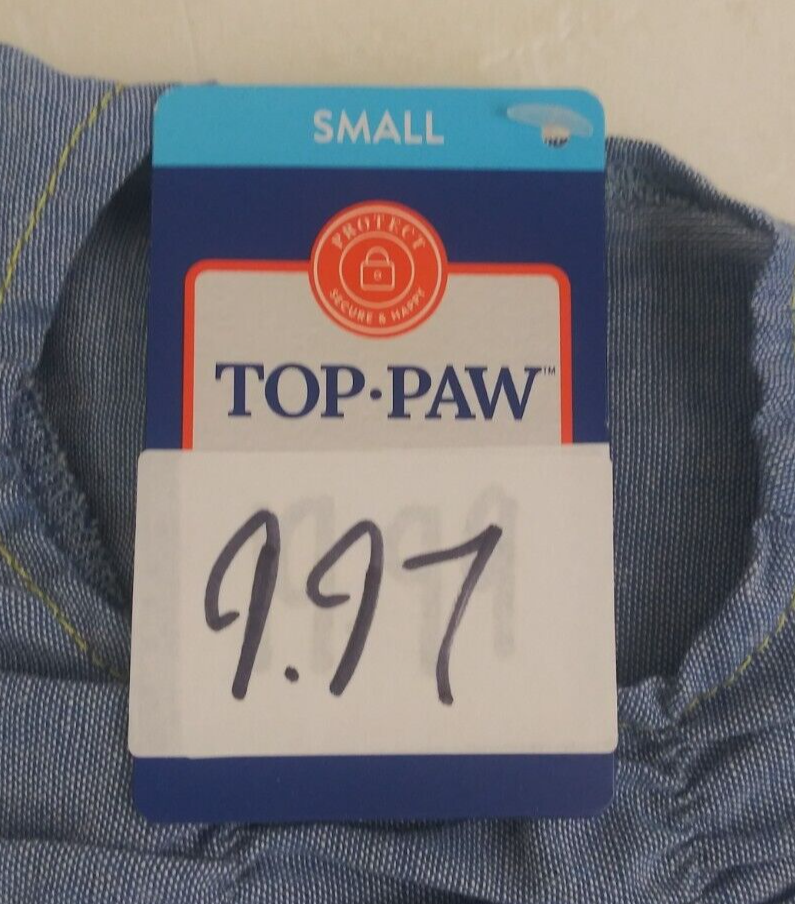 SMALL
PROTECT
SECURE & HAPPY
TOP•PAW™
9.97